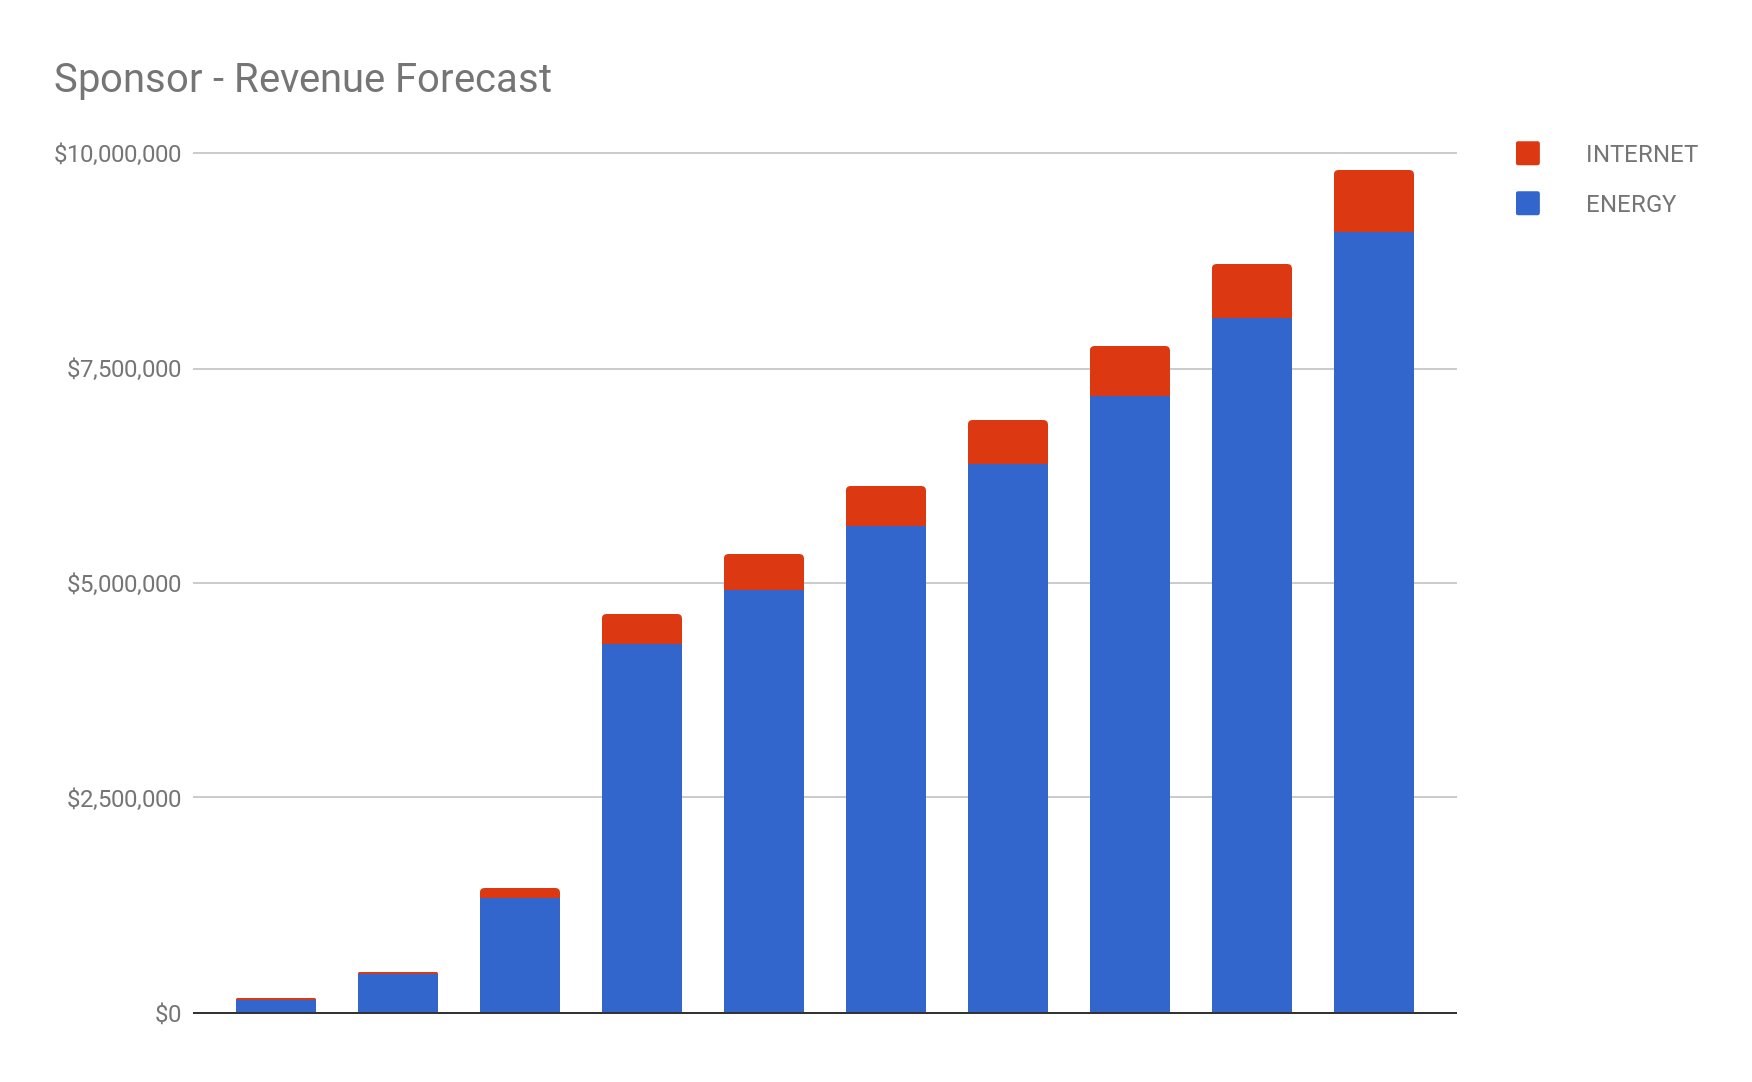 Sponsor - Revenue Forecast
$10,000,000
$7,500,000
$5,000,000
$2,500,000
$0
INTERNET
ENERGY